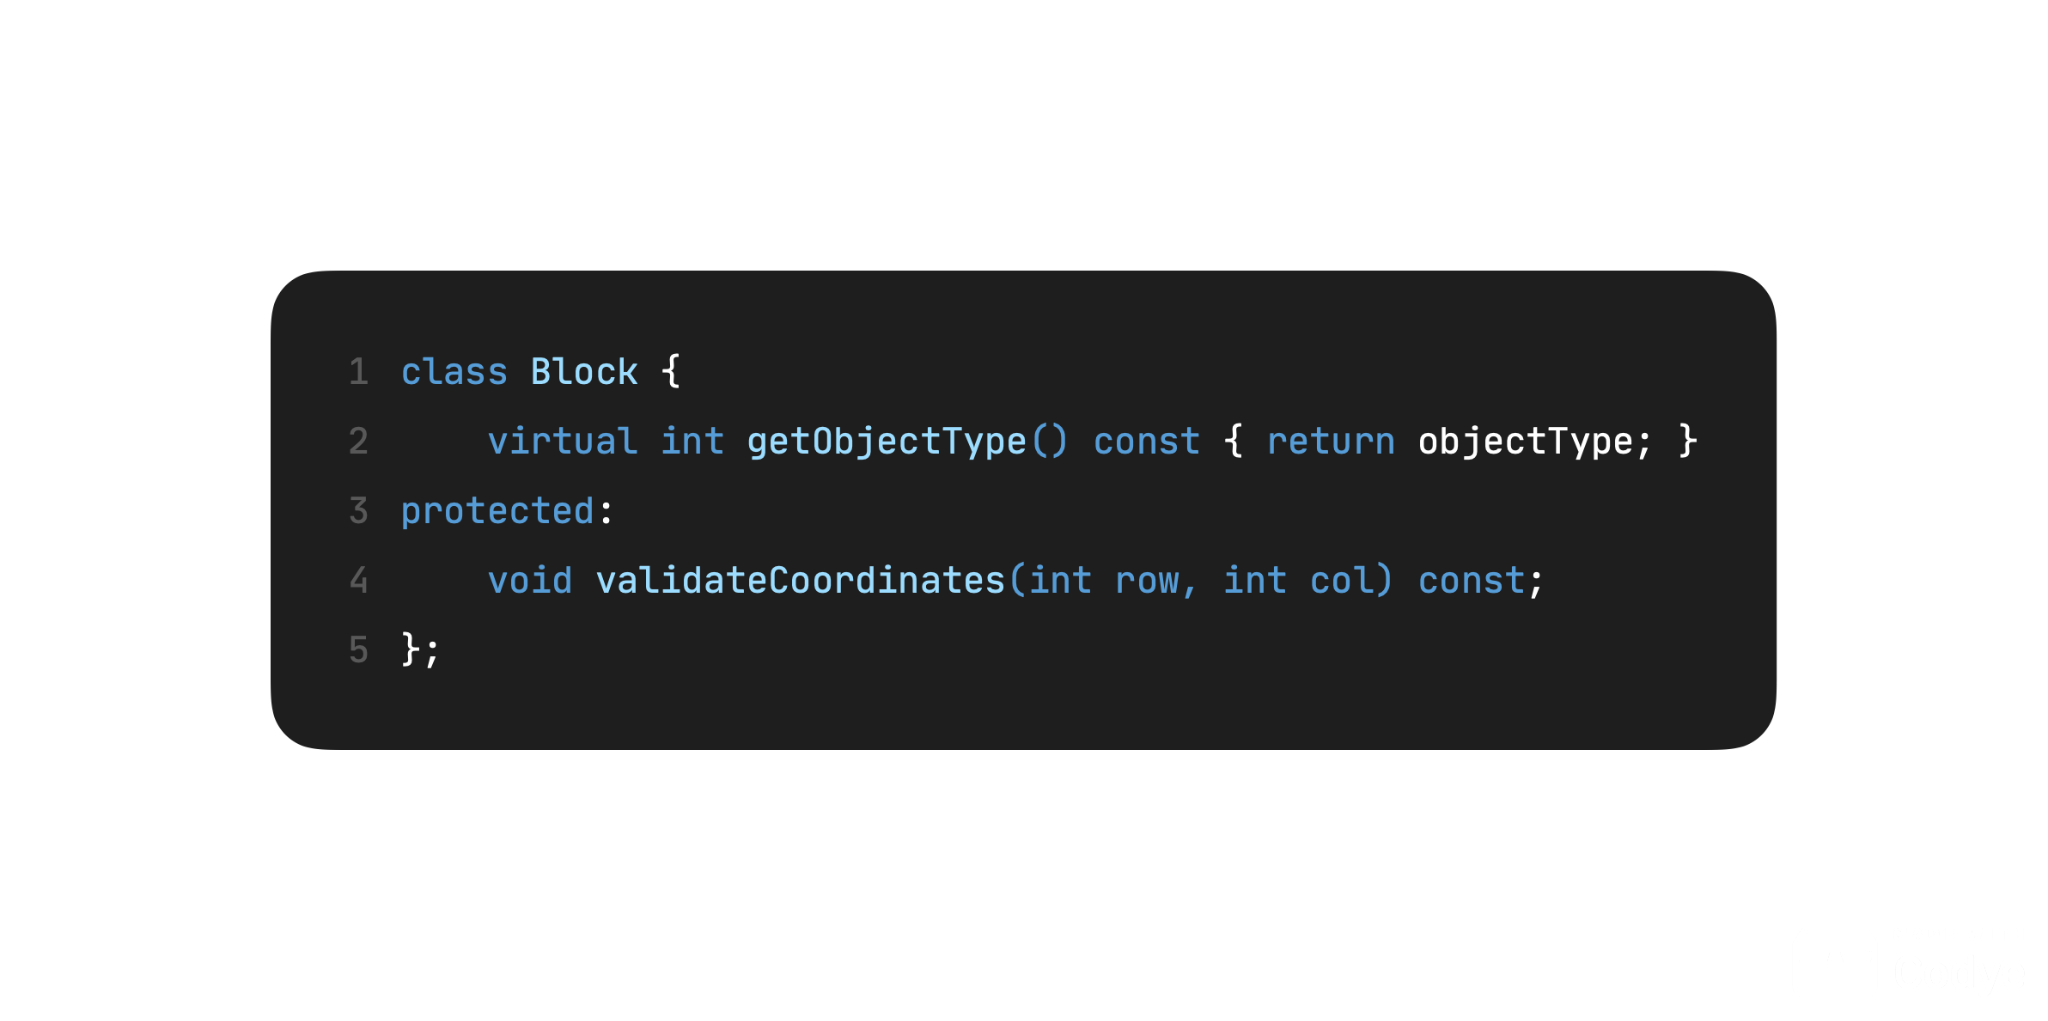 1 class Block {
2     virtual int getObjectType() const { return objectType; }
3 protected:
4     void validateCoordinates(int row, int col) const;
5 };